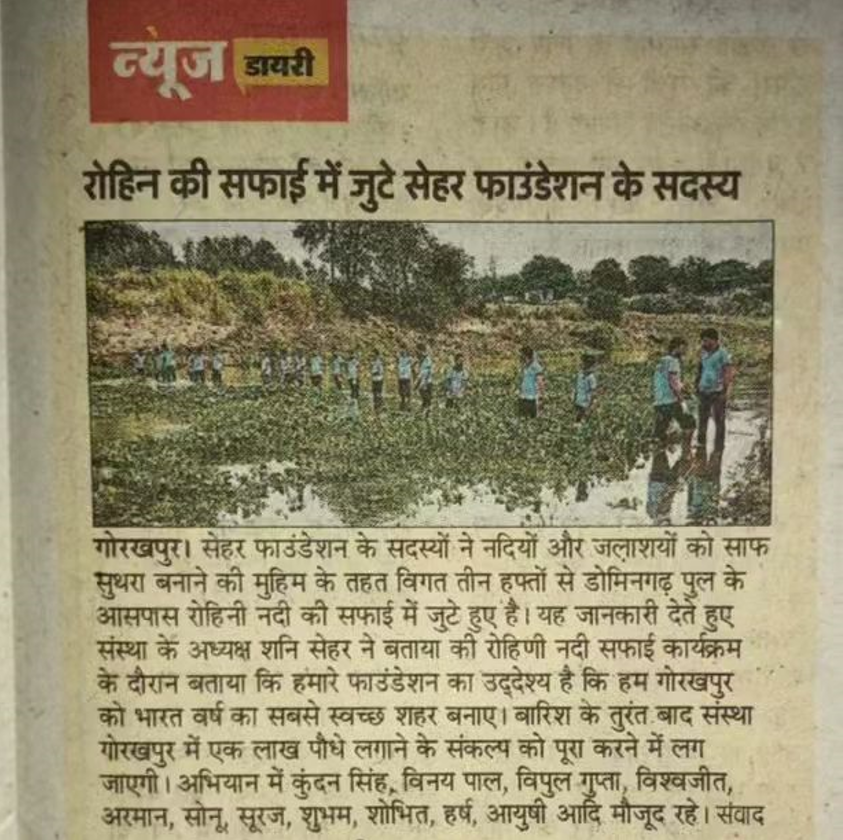 न्यूज डायरी
रोहिन की सफाई में जुटे सेहर फाउंडेशन के सदस्य
गोरखपुर। सेहर फाउंडेशन के सदस्यों ने नदियों और जलाशयों को साफ
सुथरा बनाने की मुहिम के तहत विगत तीन हफ्तों से डोमिनगढ़ पुल के
आसपास रोहिनी नदी की सफाई में जुटे हुए है। यह जानकारी देते हुए
संस्था के अध्यक्ष शनि सेहर ने बताया की रोहिणी नदी सफाई कार्यक्रम
के दौरान बताया कि हमारे फाउंडेशन का उद्देश्य है कि हम गोरखपुर
को भारत वर्ष का सबसे स्वच्छ शहर बनाए। बारिश के तुरंत बाद संस्था
गोरखपुर में एक लाख पौधे लगाने के संकल्प को पूरा करने में लग
जाएगी। अभियान में कुंदन सिंह, विनय पाल, विपुल गुप्ता, विश्वजीत,
अरमान, सोनू, सूरज, शुभम, शोभित, हर्ष, आयुषी आदि मौजूद रहे। संवाद